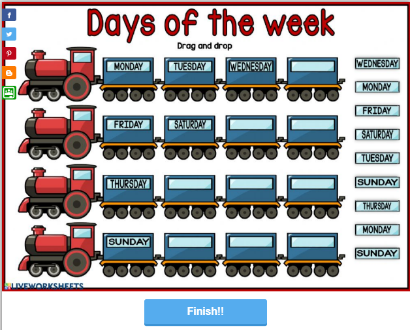 Days of the week
Drag and drop
MONDAY TUESDAY WEDNESDAY
FRIDAY SATURDAY
THURSDAY
SUNDAY
WEDNESDAY
MONDAY
FRIDAY
SATURDAY
TUESDAY
SUNDAY
THURSDAY
MONDAY
SUNDAY
LIVEWORKSHEETS
Finish!!